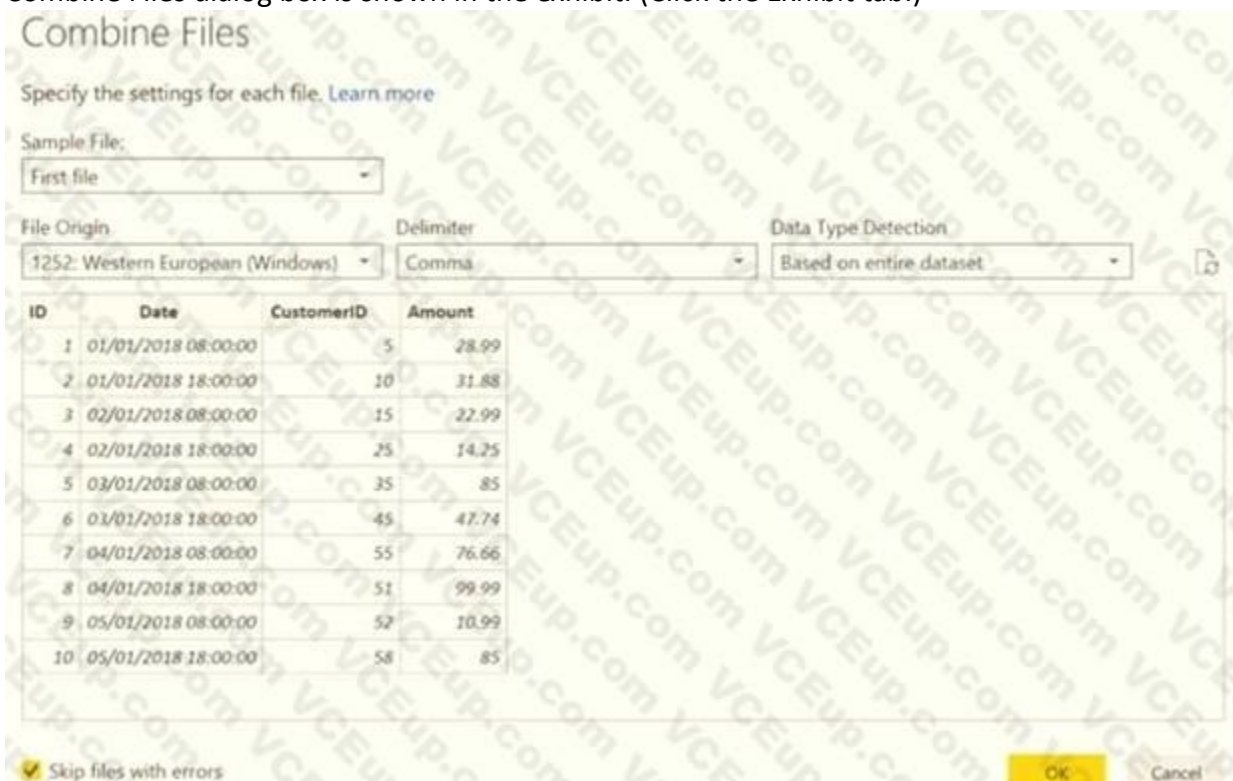 Combine Files dialog box is shown in the exhibit. (Click the Exhibit tab.)
Combine Files
Specify the settings for each file. Learn more
Sample File:
First file
File Origin Delimiter Data Type Detection
1252: Western European (Windows) Comma Based on entire dataset
ID Date CustomerID Amount
1 01/01/2018 08:00:00 5 28.99
2 01/01/2018 18:00:00 10 31.88
3 02/01/2018 08:00:00 15 22.99
4 02/01/2018 18:00:00 25 14.25
5 03/01/2018 08:00:00 35 85
6 03/01/2018 18:00:00 45 47.74
7 04/01/2018 08:00:00 55 76.66
8 04/01/2018 18:00:00 51 99.99
9 05/01/2018 08:00:00 52 10.99
10 05/01/2018 18:00:00 58 85
Skip files with errors OK Cancel
VCEup.com